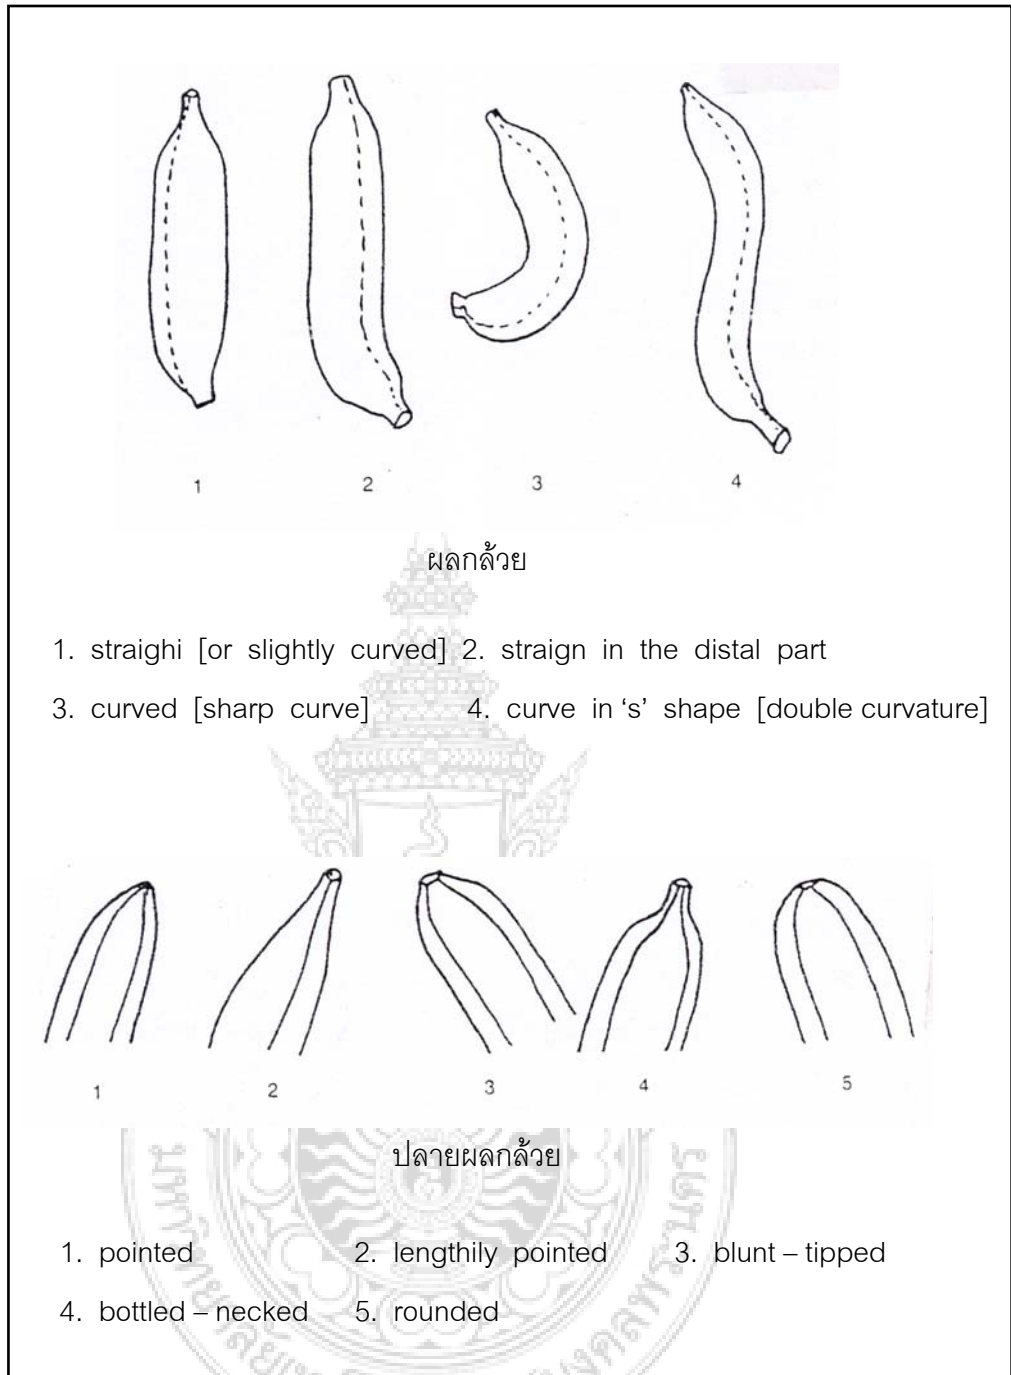 1 2 3 4
ผลกล้วย
1. straighi [or slightly curved] 2. straign in the distal part
3. curved [sharp curve] 4. curve in ‘s’ shape [double curvature]
1 2 3 4 5
ปลายผลกล้วย
1. pointed 2. lengthily pointed 3. blunt – tipped
4. bottled – necked 5. rounded